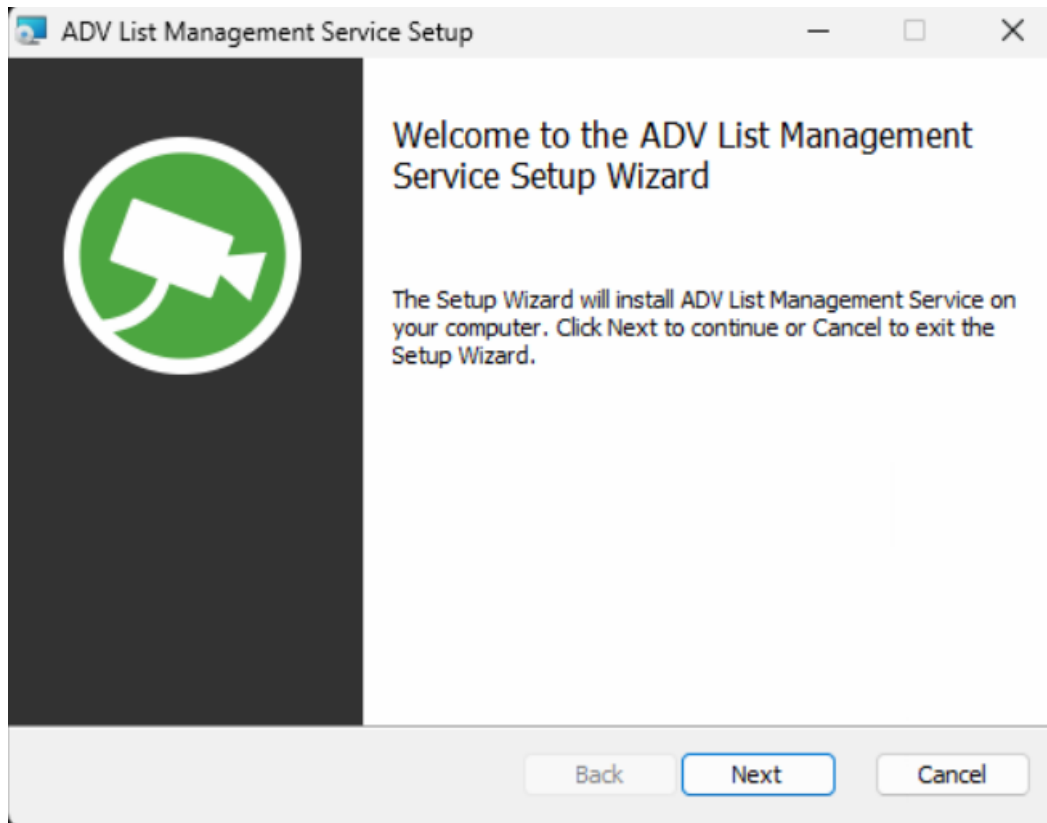 ADV List Management Service Setup
Welcome to the ADV List Management
Service Setup Wizard
The Setup Wizard will install ADV List Management Service on
your computer. Click Next to continue or Cancel to exit the
Setup Wizard.
Back Next Cancel